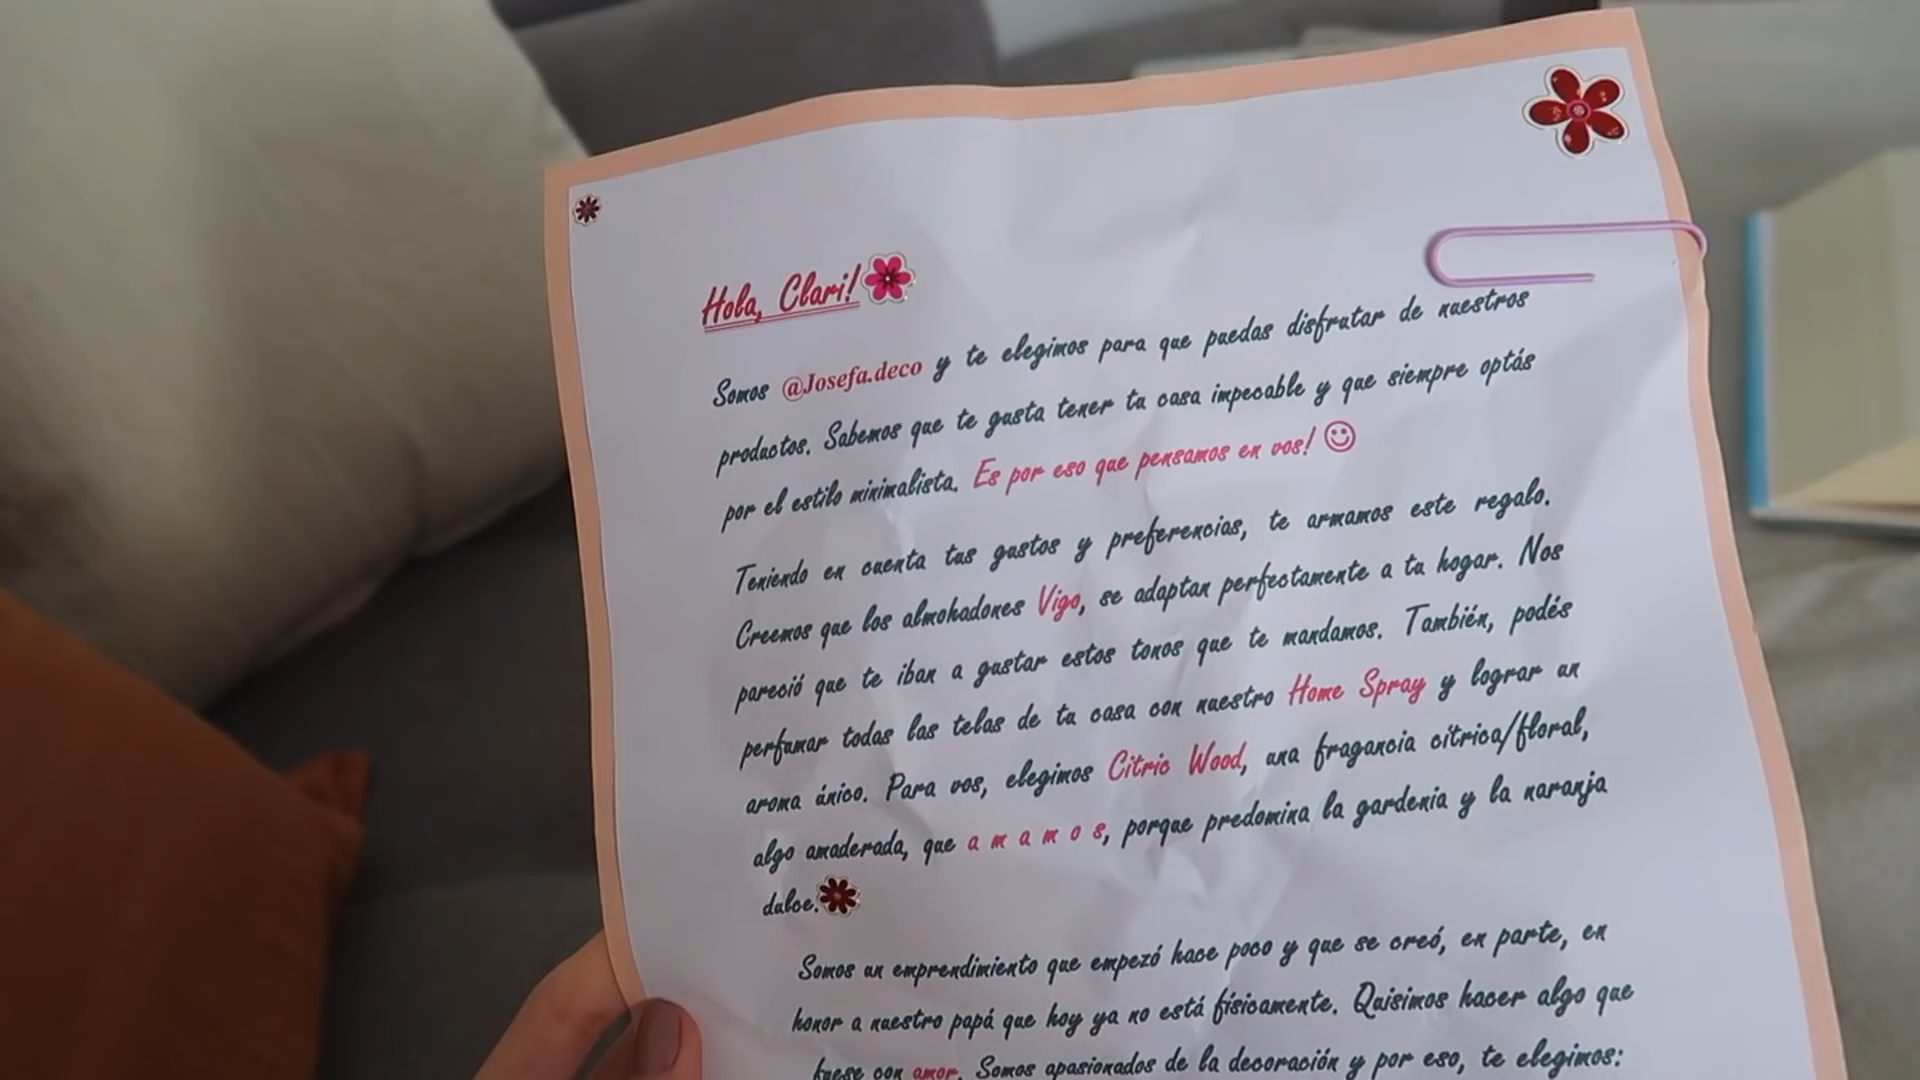 Hola, Clari!
Somos @Josefa.deco y te elegimos para que puedas disfrutar de nuestros
productos. Sabemos que te gusta tener tu casa impecable y que siempre optás
por el estilo minimalista. Es por eso que pensamos en vos! ☺
Teniendo en cuenta tus gustos y preferencias, te armamos este regalo.
Creemos que los almohadones Vigo, se adaptan perfectamente a tu hogar. Nos
pareció que te iban a gustar estos tonos que te mandamos. También, podés
perfumar todas las telas de tu casa con nuestro Home Spray y lograr un
aroma único. Para vos, elegimos Citric Wood, una fragancia cítrica/floral,
algo amaderada, que a m a m o s, porque predomina la gardenia y la naranja
dulce.
Somos un emprendimiento que empezó hace poco y que se creó, en parte, en
honor a nuestro papá que hoy ya no está físicamente. Quisimos hacer algo que
fuese con amor. Somos apasionados de la decoración y por eso, te elegimos: